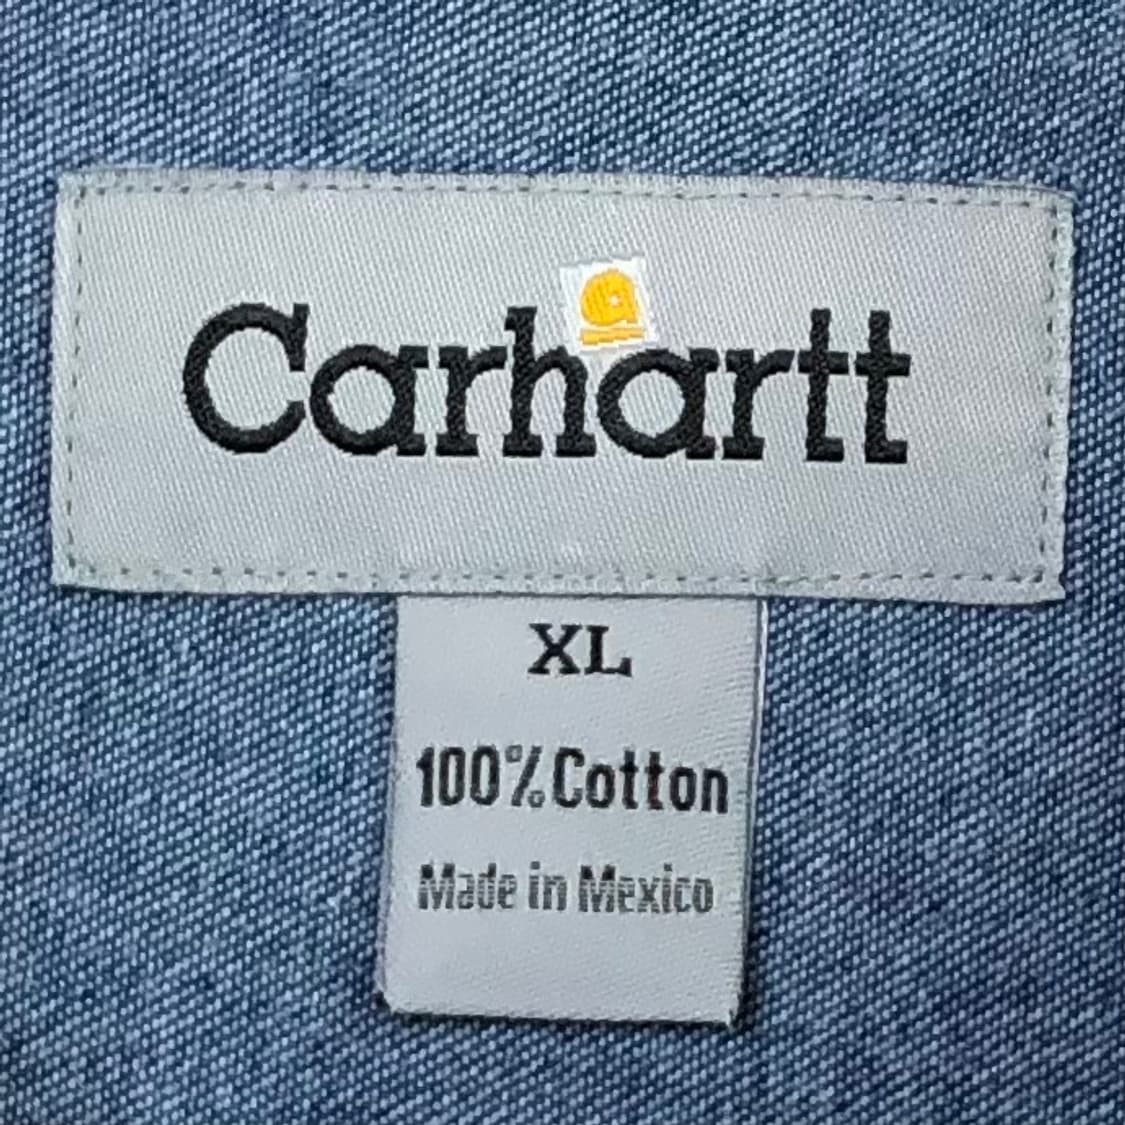 Carhartt
XL
100% Cotton
Made in Mexico